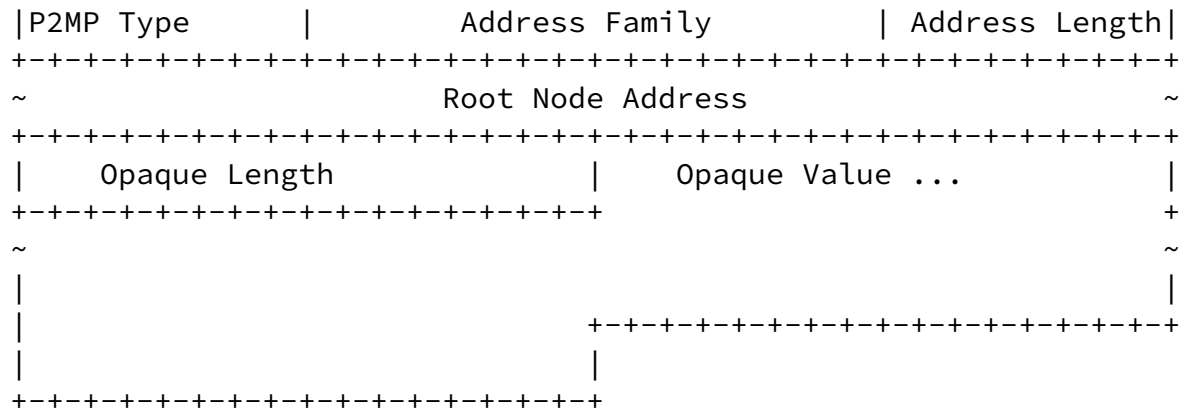 |P2MP Type      |        Address Family         | Address Length|
+-+-+-+-+-+-+-+-+-+-+-+-+-+-+-+-+-+-+-+-+-+-+-+-+-+-+-+-+-+-+-+-+
~                       Root Node Address                       ~
+-+-+-+-+-+-+-+-+-+-+-+-+-+-+-+-+-+-+-+-+-+-+-+-+-+-+-+-+-+-+-+-+
|    Opaque Length              |    Opaque Value ...           |
+-+-+-+-+-+-+-+-+-+-+-+-+-+-+-+-+                               +
~                                                               ~
|                                                               |
|                               +-+-+-+-+-+-+-+-+-+-+-+-+-+-+-+-+
|                               |
+-+-+-+-+-+-+-+-+-+-+-+-+-+-+-+-+